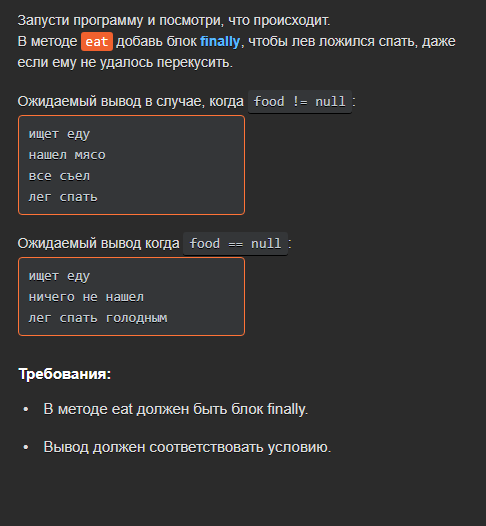 Запусти программу и посмотри, что происходит.
В методе eat добавь блок finally, чтобы лев ложился спать, даже
если ему не удалось перекусить.
Ожидаемый вывод в случае, когда food != null:
ищет еду
нашел мясо
все съел
лег спать
Ожидаемый вывод когда food == null:
ищет еду
ничего не нашел
лег спать голодным
Требования:
• В методе eat должен быть блок finally.
• Вывод должен соответствовать условию.